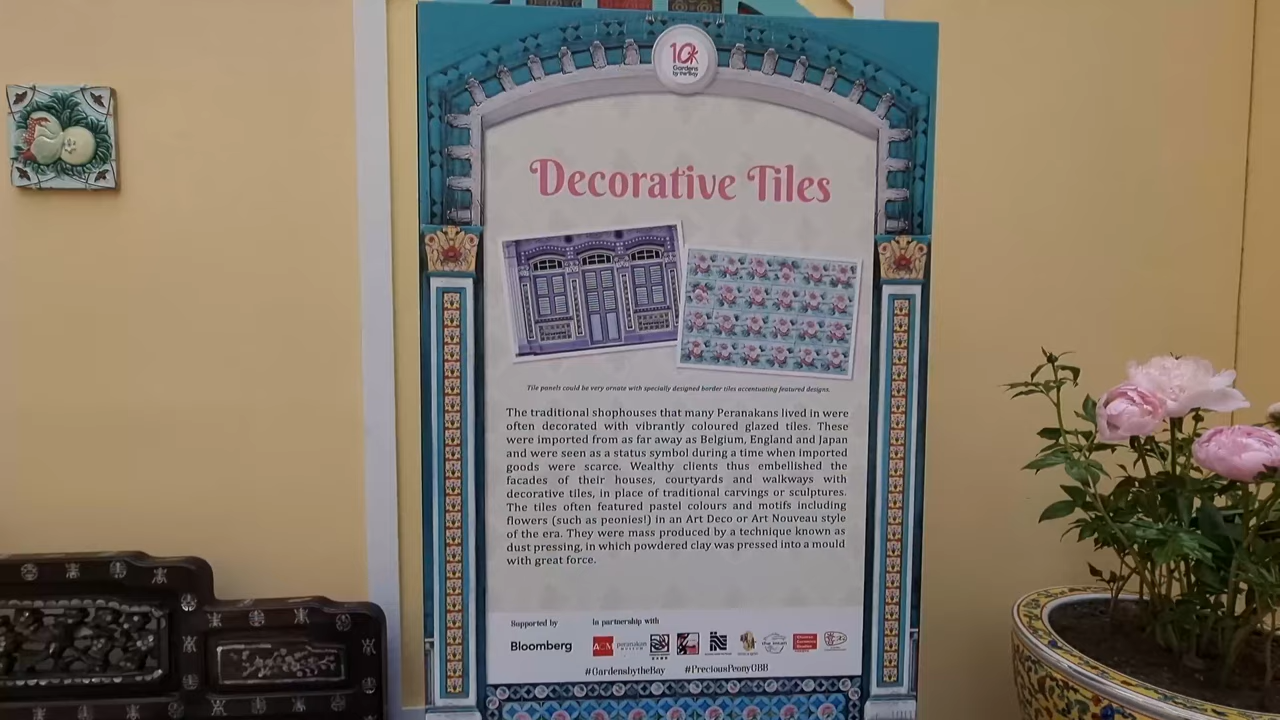 10
Gardens
by the Bay
Decorative Tiles
Tile panels could be very ornate with specially designed border tiles accentuating featured designs.
The traditional shophouses that many Peranakans lived in were
often decorated with vibrantly coloured glazed tiles. These
were imported from as far away as Belgium, England and Japan
and were seen as a status symbol during a time when imported
goods were scarce. Wealthy clients thus embellished the
facades of their houses, courtyards and walkways with
decorative tiles, in place of traditional carvings or sculptures.
The tiles often featured pastel colours and motifs including
flowers (such as peonies!) in an Art Deco or Art Nouveau style
of the era. They were mass produced by a technique known as
dust pressing, in which powdered clay was pressed into a mould
with great force.
Supported by In partnership with
Bloomberg ACM peranakan museum
#GardensbytheBay #PreciousPeonyGBB